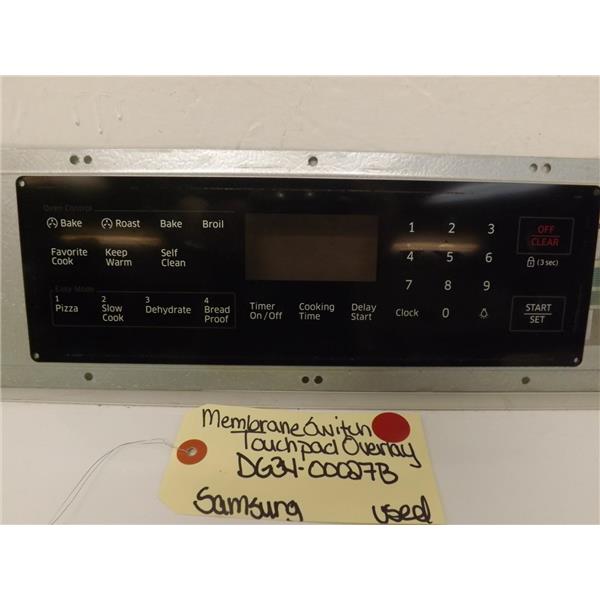 Oven Control
Bake Roast Bake Broil
Favorite Cook
Keep Warm
Self Clean
Easy Mode
1 Pizza
2 Slow Cook
3 Dehydrate
4 Bread Proof
Timer On/Off
Cooking Time
Delay Start
1 2 3
4 5 6
7 8 9
Clock 0
OFF
CLEAR
(3 sec)
START
SET
Membrane Switch
Touchpad Overlay
DG34-00027B
Samsung used